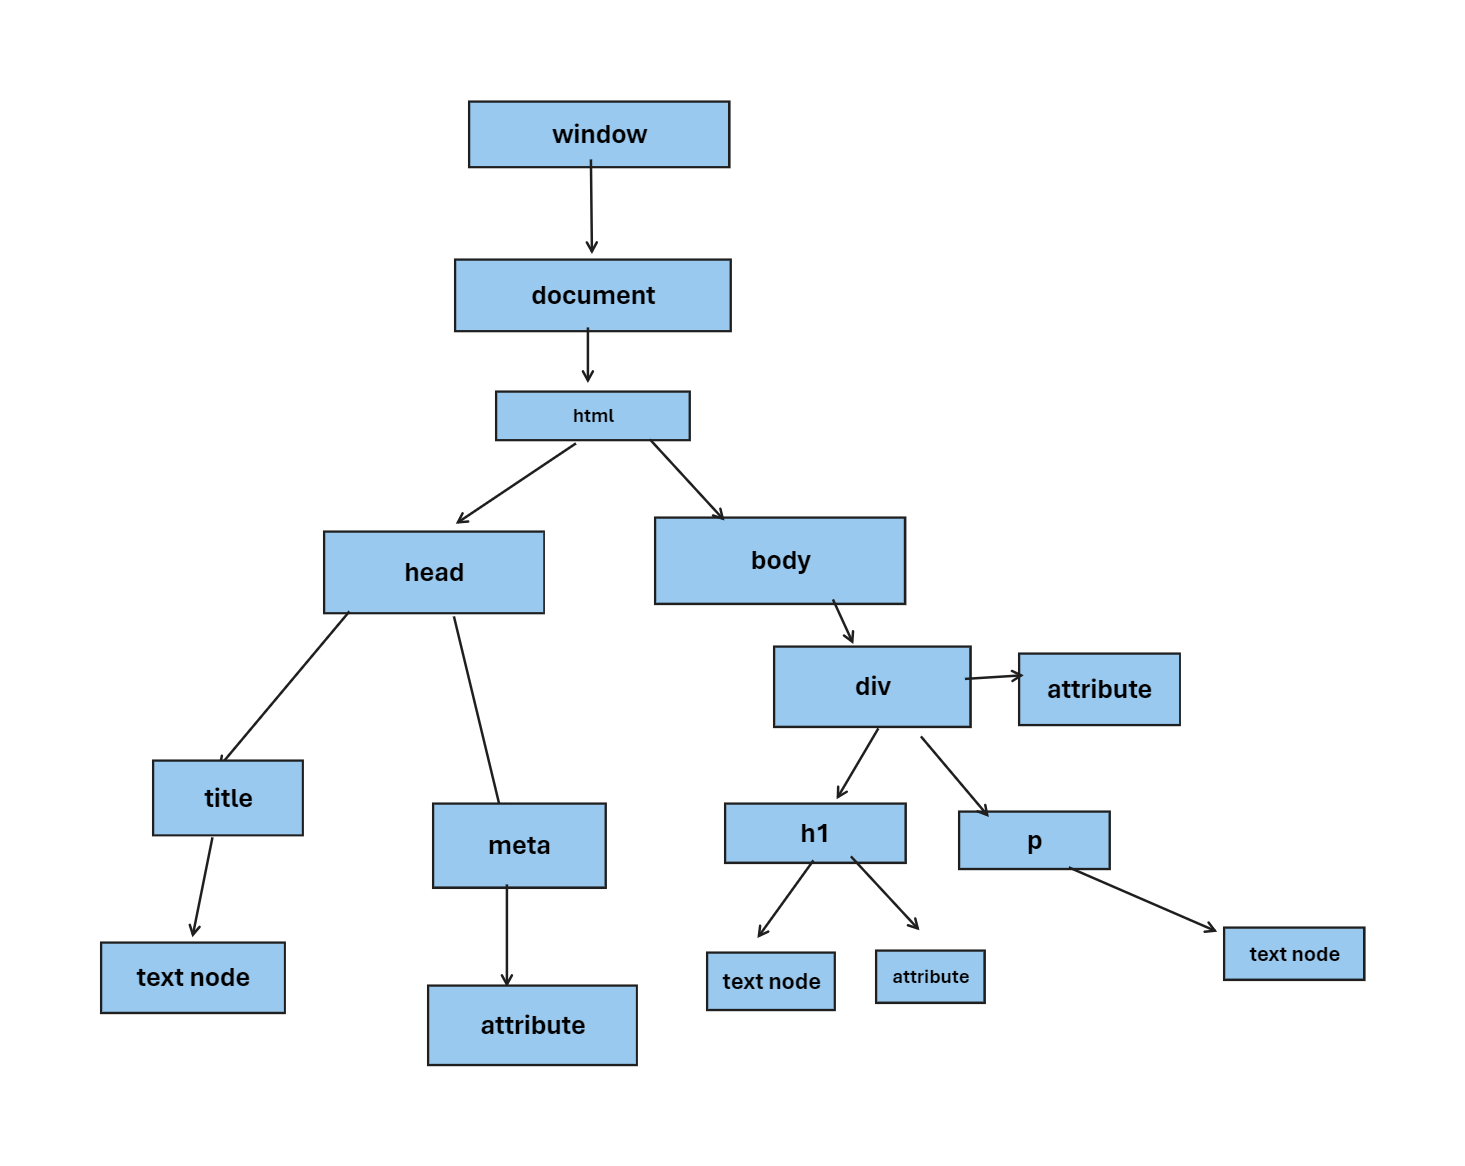 window
document
html
head
body
div
attribute
title
meta
h1
p
text node
attribute
text node
attribute
text node